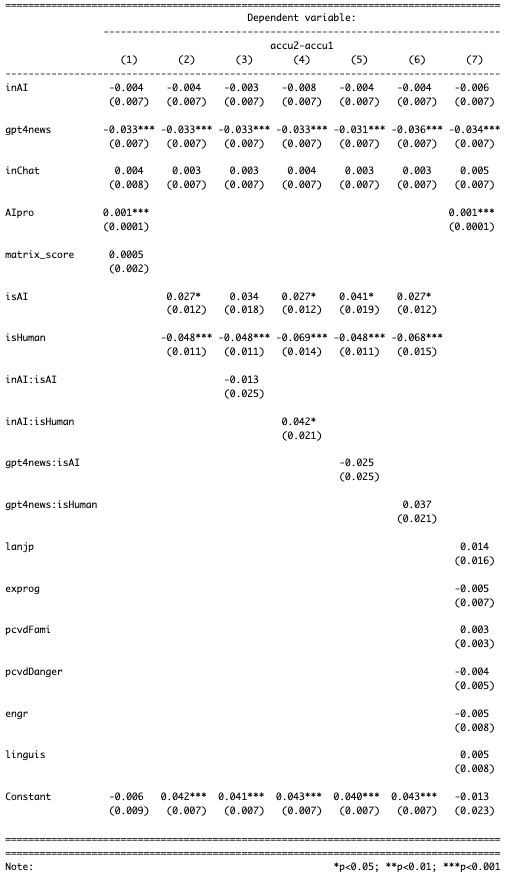 Dependent variable:
accu2-accu1
(1) (2) (3) (4) (5) (6) (7)
inAI -0.004 -0.004 -0.003 -0.008 -0.004 -0.004 -0.006
(0.007) (0.007) (0.007) (0.007) (0.007) (0.007) (0.007)
gpt4news -0.033*** -0.033*** -0.033*** -0.033*** -0.031*** -0.036*** -0.034***
(0.007) (0.007) (0.007) (0.007) (0.007) (0.007) (0.007)
inChat 0.004 0.003 0.003 0.004 0.003 0.003 0.005
(0.008) (0.007) (0.007) (0.007) (0.007) (0.007) (0.007)
AIpro 0.001*** 0.001***
(0.0001) (0.0001)
matrix_score 0.0005
(0.002)
isAI 0.027* 0.034 0.027* 0.041* 0.027*
(0.012) (0.018) (0.012) (0.019) (0.012)
isHuman -0.048*** -0.048*** -0.069*** -0.048*** -0.068***
(0.011) (0.011) (0.014) (0.011) (0.015)
inAI:isAI -0.013
(0.025)
inAI:isHuman 0.042*
(0.021)
gpt4news:isAI -0.025
(0.025)
gpt4news:isHuman 0.037
(0.021)
lanjp 0.014
(0.016)
exprog -0.005
(0.007)
pcvdFami 0.003
(0.003)
pcvdDanger -0.004
(0.005)
engr -0.005
(0.008)
linguis 0.005
(0.008)
Constant -0.006 0.042*** 0.041*** 0.043*** 0.040*** 0.043*** -0.013
(0.009) (0.007) (0.007) (0.007) (0.007) (0.007) (0.023)
Note: *p<0.05; **p<0.01; ***p<0.001